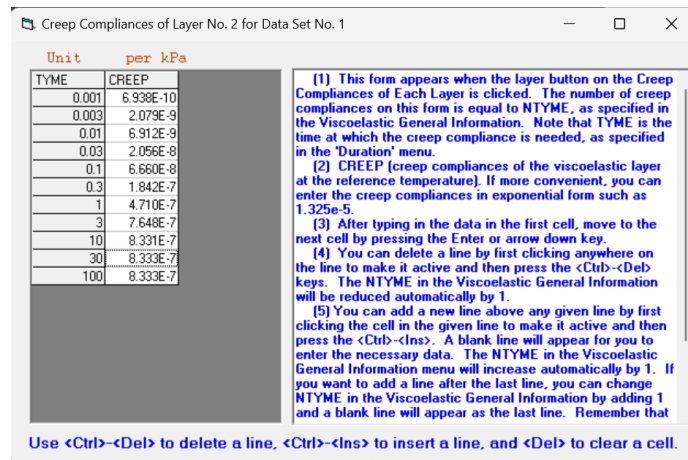 Creep Compliances of Layer No. 2 for Data Set No. 1
Unit per kPa
TYME CREEP
0.001 6.938E-10
0.003 2.079E-9
0.01 6.912E-9
0.03 2.056E-8
0.1 6.660E-8
0.3 1.842E-7
1 4.710E-7
3 7.648E-7
10 8.331E-7
30 8.333E-7
100 8.333E-7
(1) This form appears when the layer button on the Creep
Compliances of Each Layer is clicked. The number of creep
compliances on this form is equal to NTYME, as specified in
the Viscoelastic General Information. Note that TYME is the
time at which the creep compliance is needed, as specified
in the 'Duration' menu.
(2) CREEP (creep compliances of the viscoelastic layer
at the reference temperature). If more convenient, you can
enter the creep compliances in exponential form such as
1.325e-5.
(3) After typing in the data in the first cell, move to the
next cell by pressing the Enter or arrow down key.
(4) You can delete a line by first clicking anywhere on
the line to make it active and then press the <Ctrl>-<Del>
keys. The NTYME in the Viscoelastic General Information
will be reduced automatically by 1.
(5) You can add a new line above any given line by first
clicking the cell in the given line to make it active and then
press the <Ctrl>-<Ins>. A blank line will appear for you to
enter the necessary data. The NTYME in the Viscoelastic
General Information menu will increase automatically by 1. If
you want to add a line after the last line, you can change
NTYME in the Viscoelastic General Information by adding 1
and a blank line will appear as the last line. Remember that
Use <Ctrl>-<Del> to delete a line, <Ctrl>-<Ins> to insert a line, and <Del> to clear a cell.